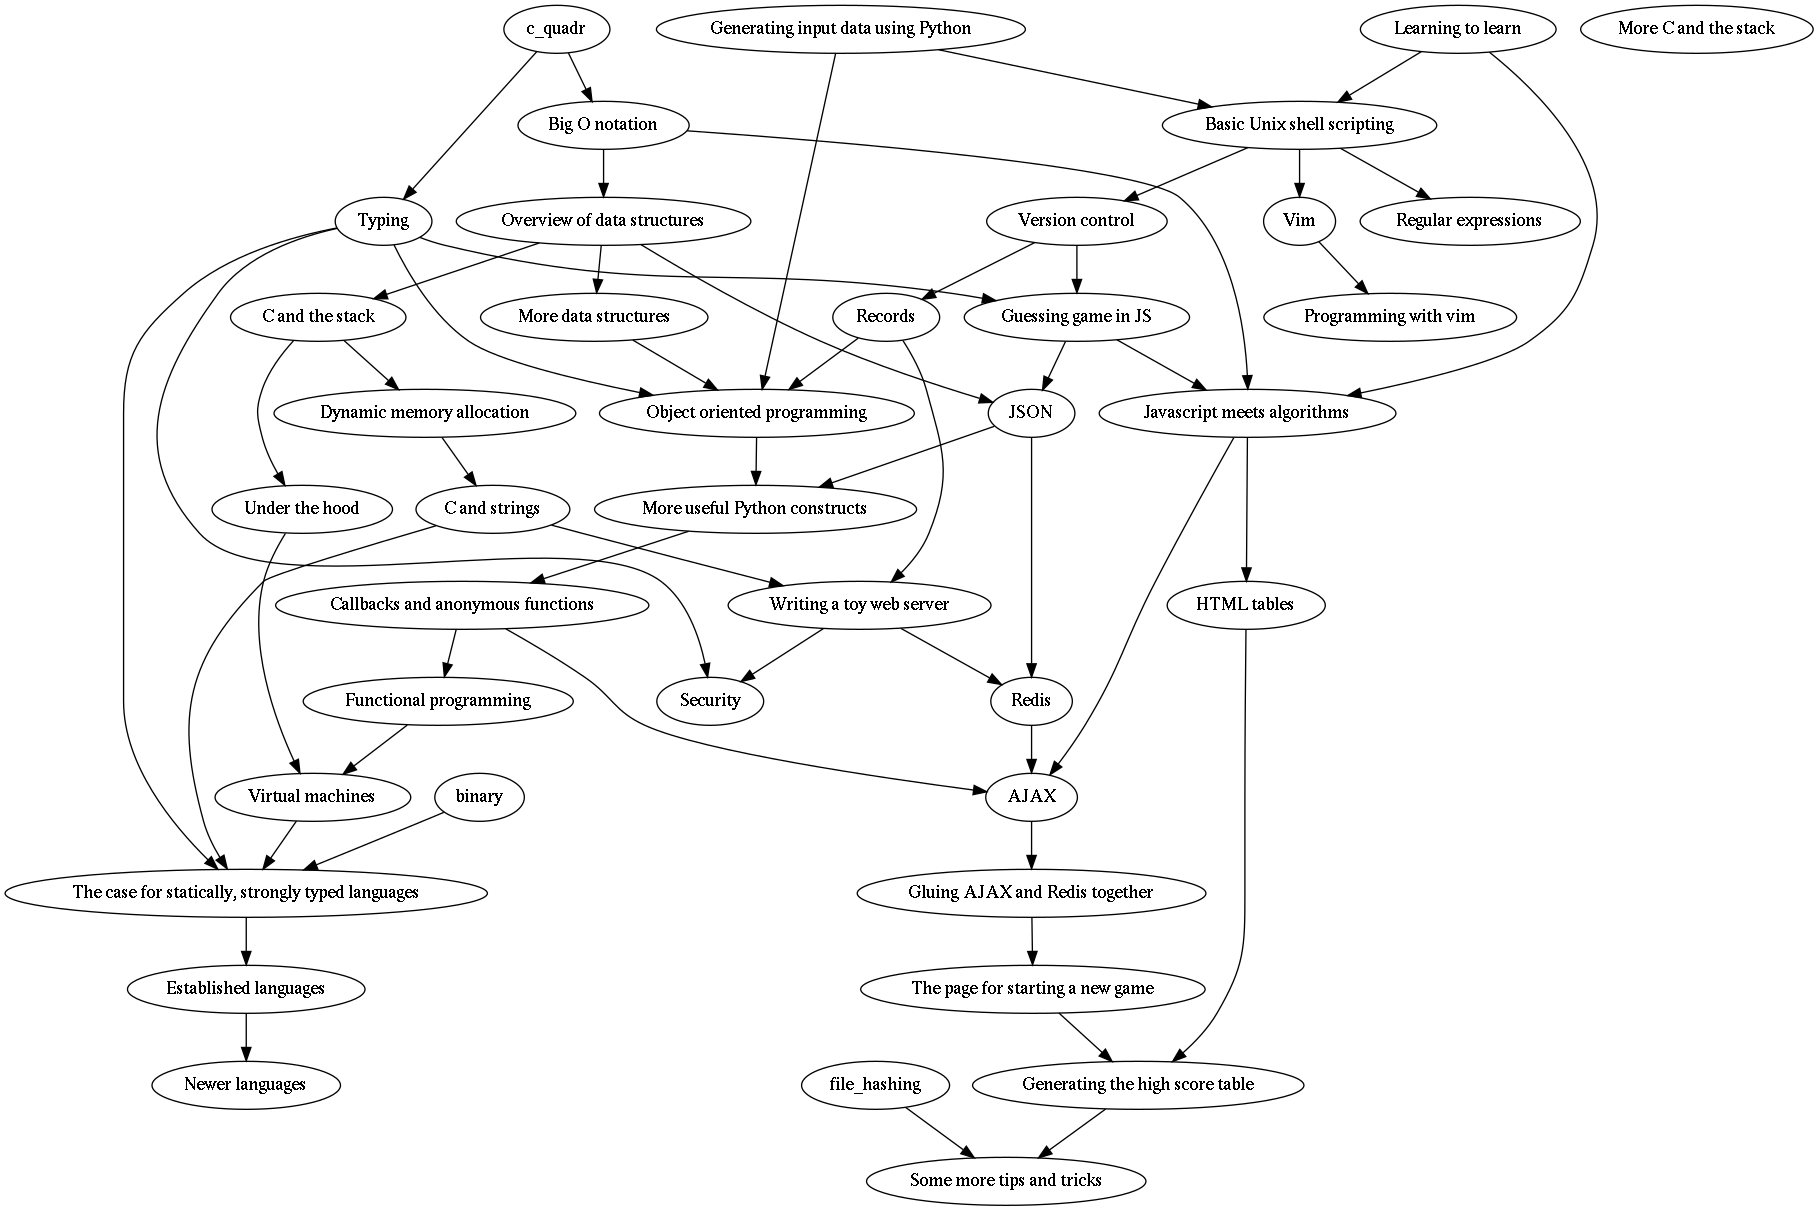 c_quadr
Generating input data using Python
Learning to learn
More C and the stack
Big O notation
Basic Unix shell scripting
Typing
Overview of data structures
Version control
Vim
Regular expressions
C and the stack
More data structures
Records
Guessing game in JS
Programming with vim
Dynamic memory allocation
Object oriented programming
JSON
Javascript meets algorithms
Under the hood
C and strings
More useful Python constructs
Callbacks and anonymous functions
Writing a toy web server
HTML tables
Functional programming
Security
Redis
Virtual machines
binary
AJAX
The case for statically, strongly typed languages
Gluing AJAX and Redis together
Established languages
The page for starting a new game
Newer languages
file_hashing
Generating the high score table
Some more tips and tricks